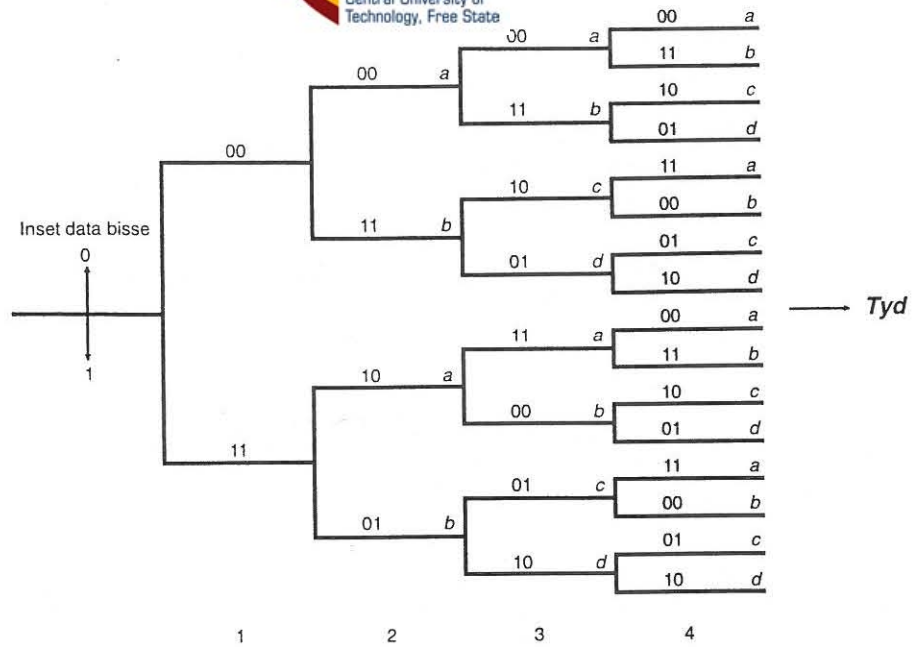 Central University of
Technology, Free State
00 a
00 a
11 b
00 a
10 c
11 b
01 d
00
11 a
10 c
00 b
11 b
01 c
01 d
10 d
Inset data bisse
0
1
Tyd
00 a
11 a
11 b
10 a
10 c
00 b
01 d
11
11 a
01 c
00 b
01 b
01 c
10 d
10 d
1 2 3 4